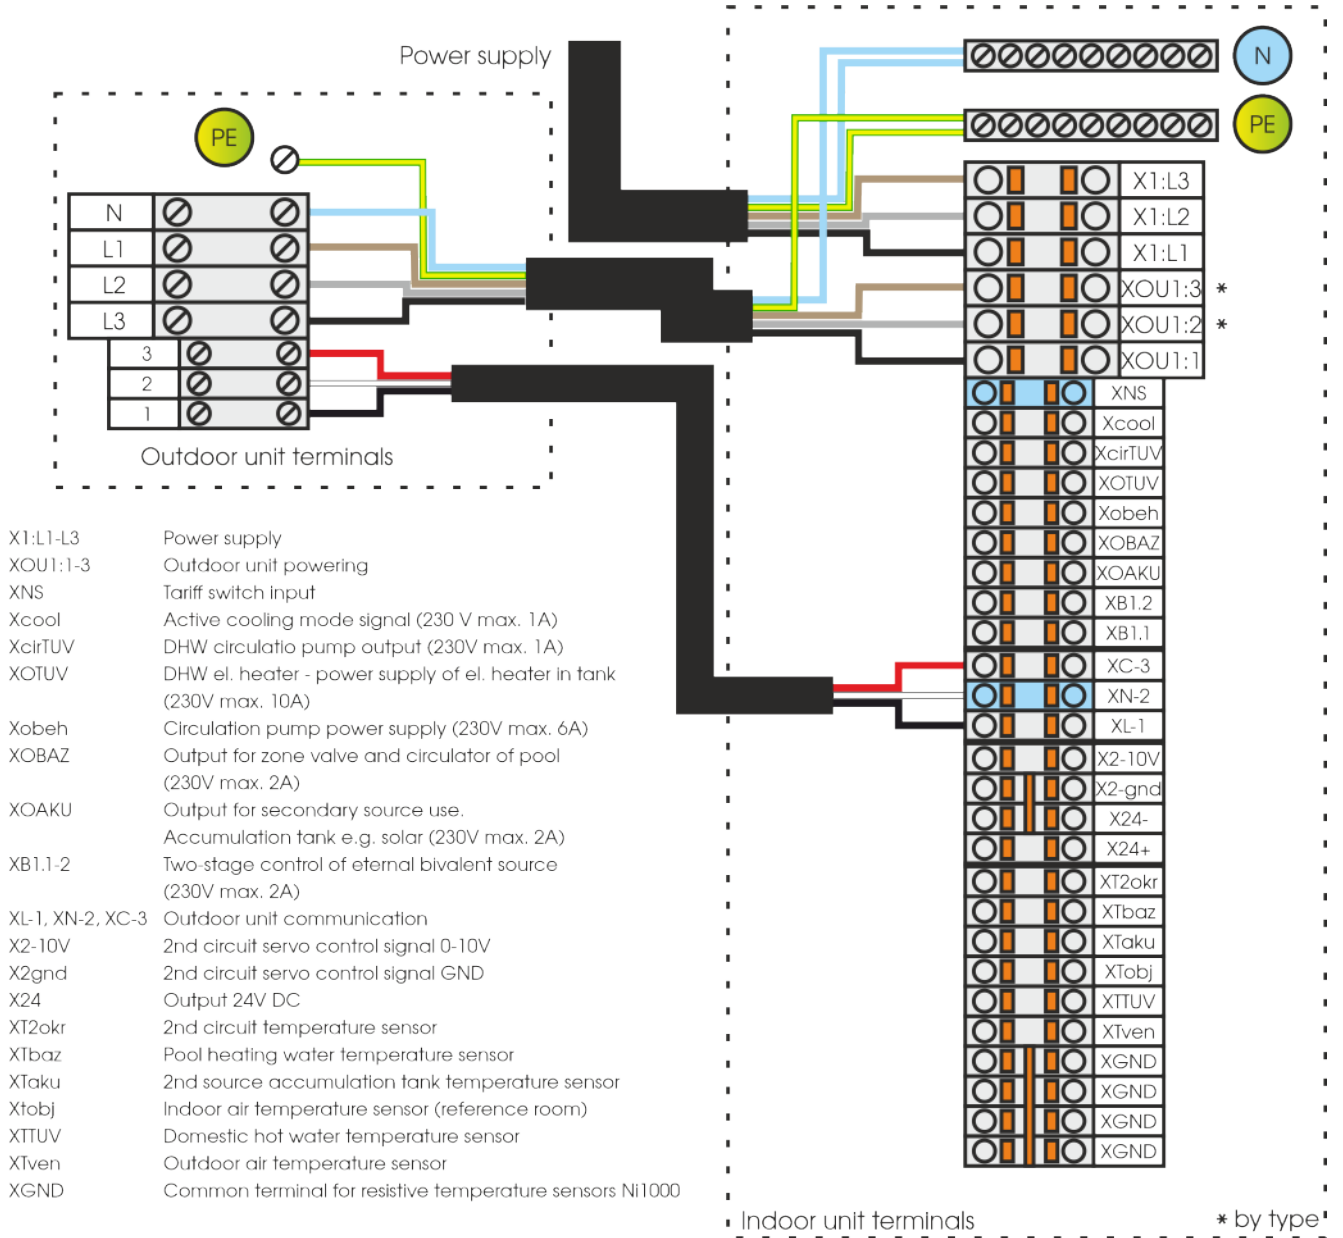 Power supply
N
PE
PE
N
L1
L2
L3
3
2
1
Outdoor unit terminals
X1:L3
X1:L2
X1:L1
XOU1:3 *
XOU1:2 *
XOU1:1
XNS
Xcool
XcirTUV
XOTUV
Xobeh
XOBAZ
XOAKU
XB1.2
XB1.1
XC-3
XN-2
XL-1
X2-10V
X2-gnd
X24-
X24+
XT2okr
XTbaz
XTaku
XTobj
XTTUV
XTven
XGND
XGND
XGND
XGND
X1:L1-L3 Power supply
XOU1:1-3 Outdoor unit powering
XNS Tariff switch input
Xcool Active cooling mode signal (230 V max. 1A)
XcirTUV DHW circulatio pump output (230V max. 1A)
XOTUV DHW el. heater - power supply of el. heater in tank
(230V max. 10A)
Xobeh Circulation pump power supply (230V max. 6A)
XOBAZ Output for zone valve and circulator of pool
(230V max. 2A)
XOAKU Output for secondary source use.
Accumulation tank e.g. solar (230V max. 2A)
XB1.1-2 Two-stage control of eternal bivalent source
(230V max. 2A)
XL-1, XN-2, XC-3 Outdoor unit communication
X2-10V 2nd circuit servo control signal 0-10V
X2gnd 2nd circuit servo control signal GND
X24 Output 24V DC
XT2okr 2nd circuit temperature sensor
XTbaz Pool heating water temperature sensor
XTaku 2nd source accumulation tank temperature sensor
Xtobj Indoor air temperature sensor (reference room)
XTTUV Domestic hot water temperature sensor
XTven Outdoor air temperature sensor
XGND Common terminal for resistive temperature sensors Ni1000
Indoor unit terminals
* by type